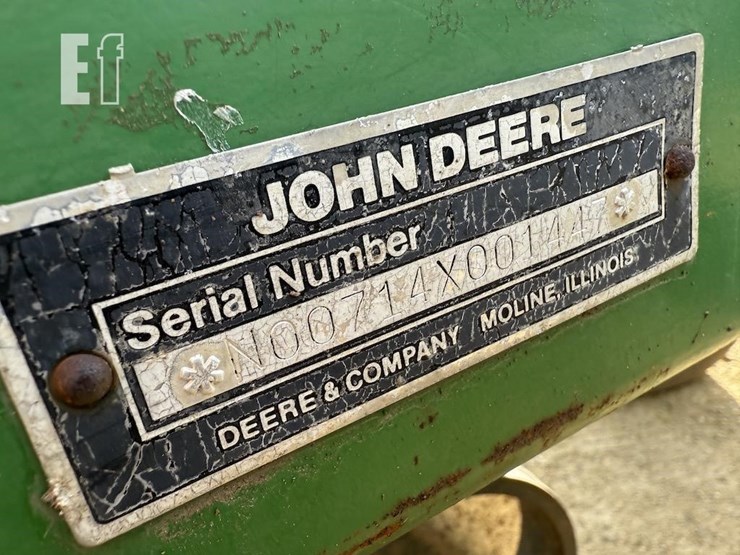 Ef
JOHN DEERE
Serial Number
*N00714X001447*
DEERE & COMPANY MOLINE, ILLINOIS